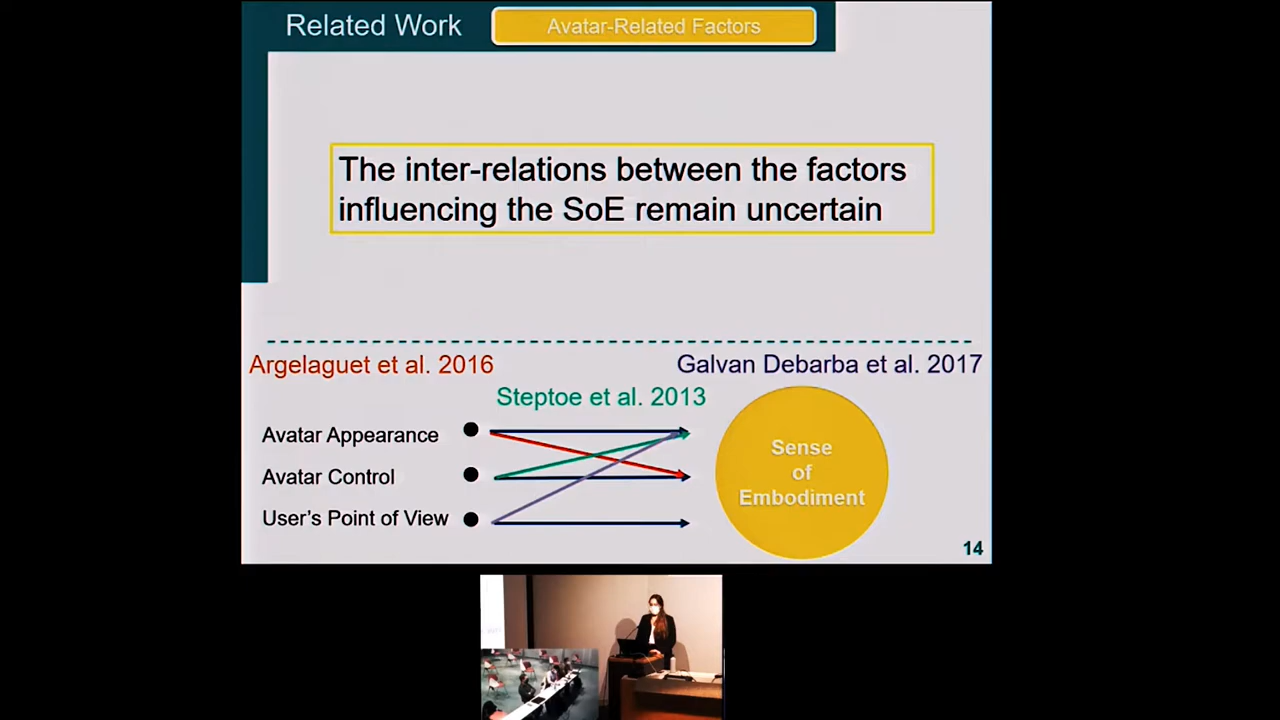 Related Work
Avatar-Related Factors
The inter-relations between the factors
influencing the SoE remain uncertain
Argelaguet et al. 2016
Galvan Debarba et al. 2017
Steptoe et al. 2013
Avatar Appearance
Avatar Control
User's Point of View
Sense
of
Embodiment
14